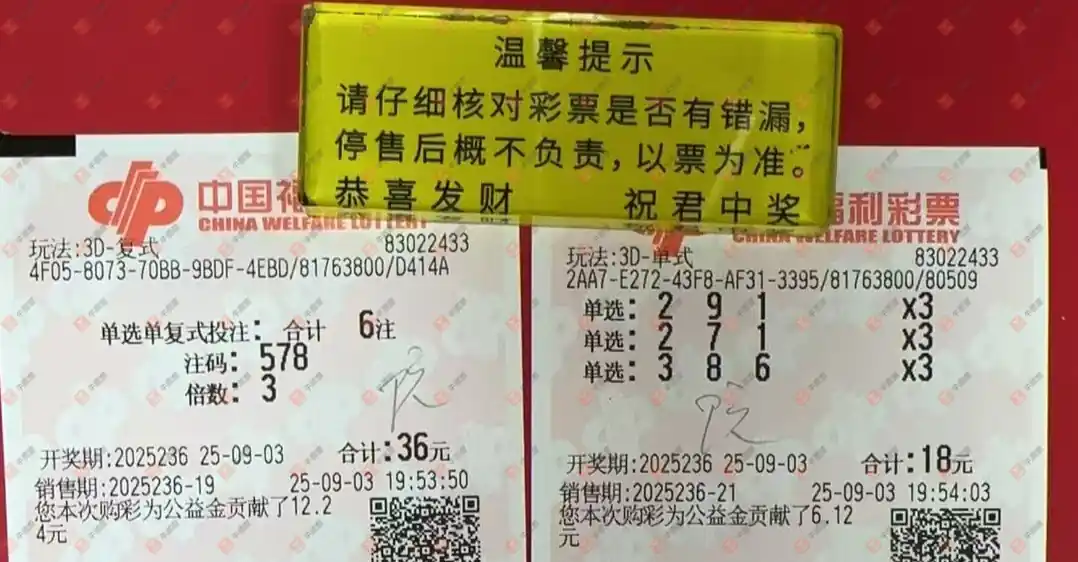 温馨提示
请仔细核对彩票是否有错漏，
停售后概不负责，以票为准。
恭喜发财 祝君中奖
中国福
CHINA WELFARE LOTTERY
玩法:3D-复式 83022433
4F05-8073-70BB-9BDF-4EBD/81763800/D414A
单选单复式投注: 合计 6注
注码: 578
倍数: 3
开奖期:2025236 25-09-03 合计:36元
销售期:2025236-19 25-09-03 19:53:50
您本次购彩为公益金贡献了12.2
4元
福利彩票
CHINA WELFARE LOTTERY
玩法:3D-单式 83022433
2AA7-E272-43F8-AF31-3395/81763800/80509
单选: 2 9 1 x3
单选: 2 7 1 x3
单选: 3 8 6 x3
开奖期:2025236 25-09-03 合计:18元
销售期:2025236-21 25-09-03 19:54:03
您本次购彩为公益金贡献了6.12
元